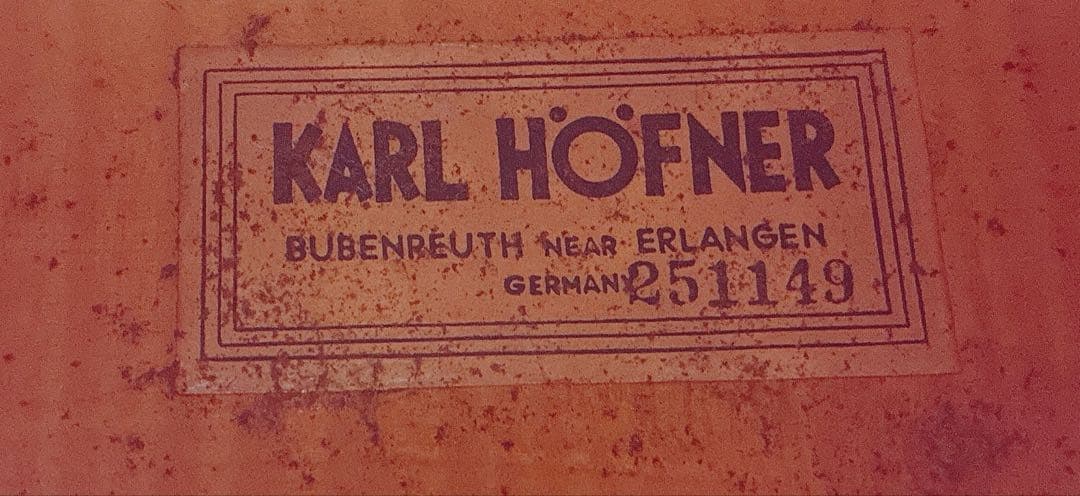 KARL HÖFNER
BUBENREUTH NEAR ERLANGEN
GERMANY 251149